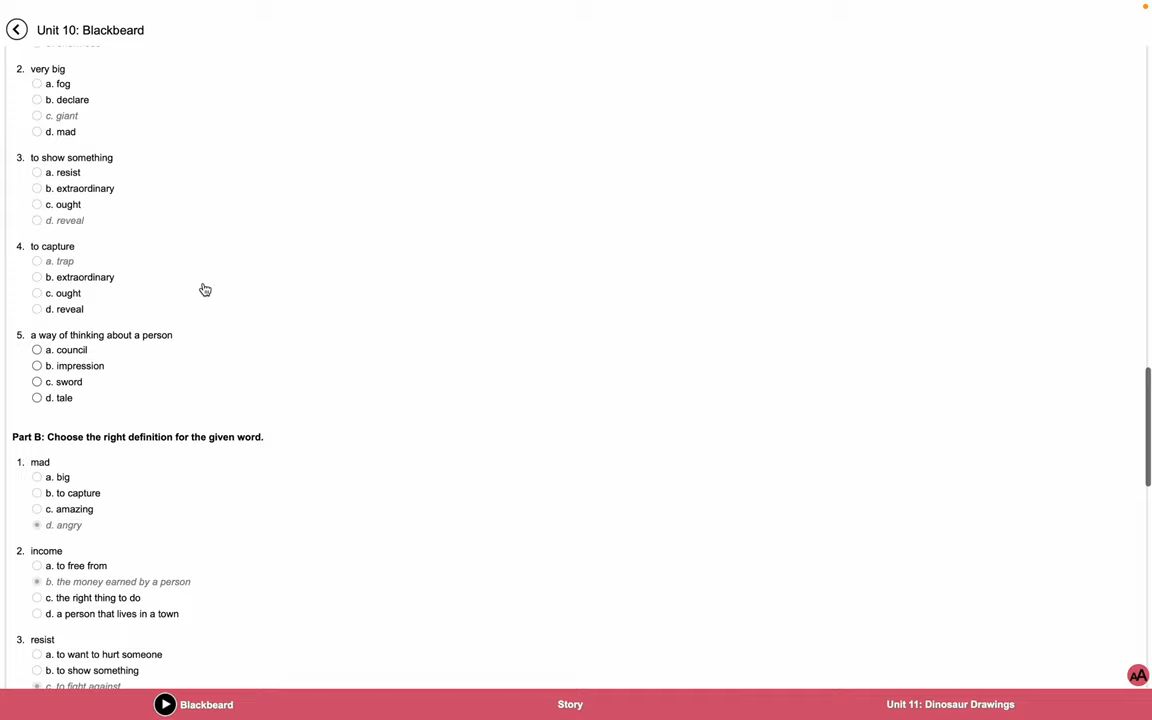 Unit 10: Blackbeard
2. very big
a. fog
b. declare
c. giant
d. mad
3. to show something
a. resist
b. extraordinary
c. ought
d. reveal
4. to capture
a. trap
b. extraordinary
c. ought
d. reveal
5. a way of thinking about a person
a. council
b. impression
c. sword
d. tale
Part B: Choose the right definition for the given word.
1. mad
a. big
b. to capture
c. amazing
d. angry
2. income
a. to free from
b. the money earned by a person
c. the right thing to do
d. a person that lives in a town
3. resist
a. to want to hurt someone
b. to show something
c. to fight against
AA
Blackbeard
Story
Unit 11: Dinosaur Drawings